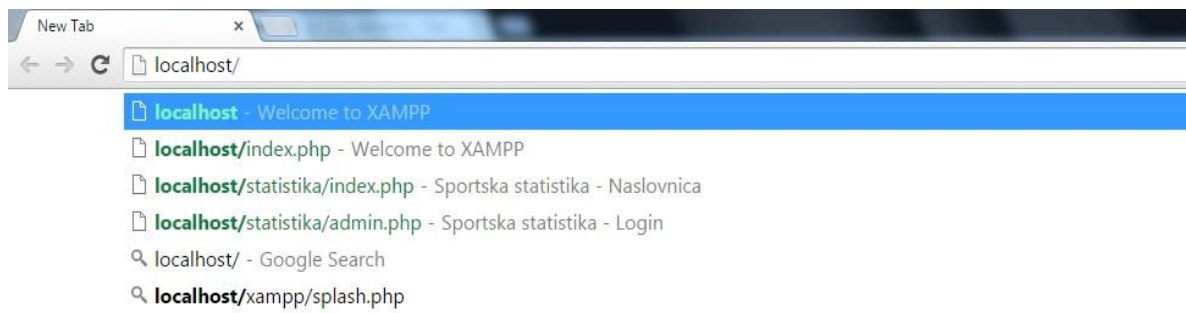 New Tab
localhost/
localhost - Welcome to XAMPP
localhost/index.php - Welcome to XAMPP
localhost/statistika/index.php - Sportska statistika - Naslovnica
localhost/statistika/admin.php - Sportska statistika - Login
localhost/ - Google Search
localhost/xampp/splash.php